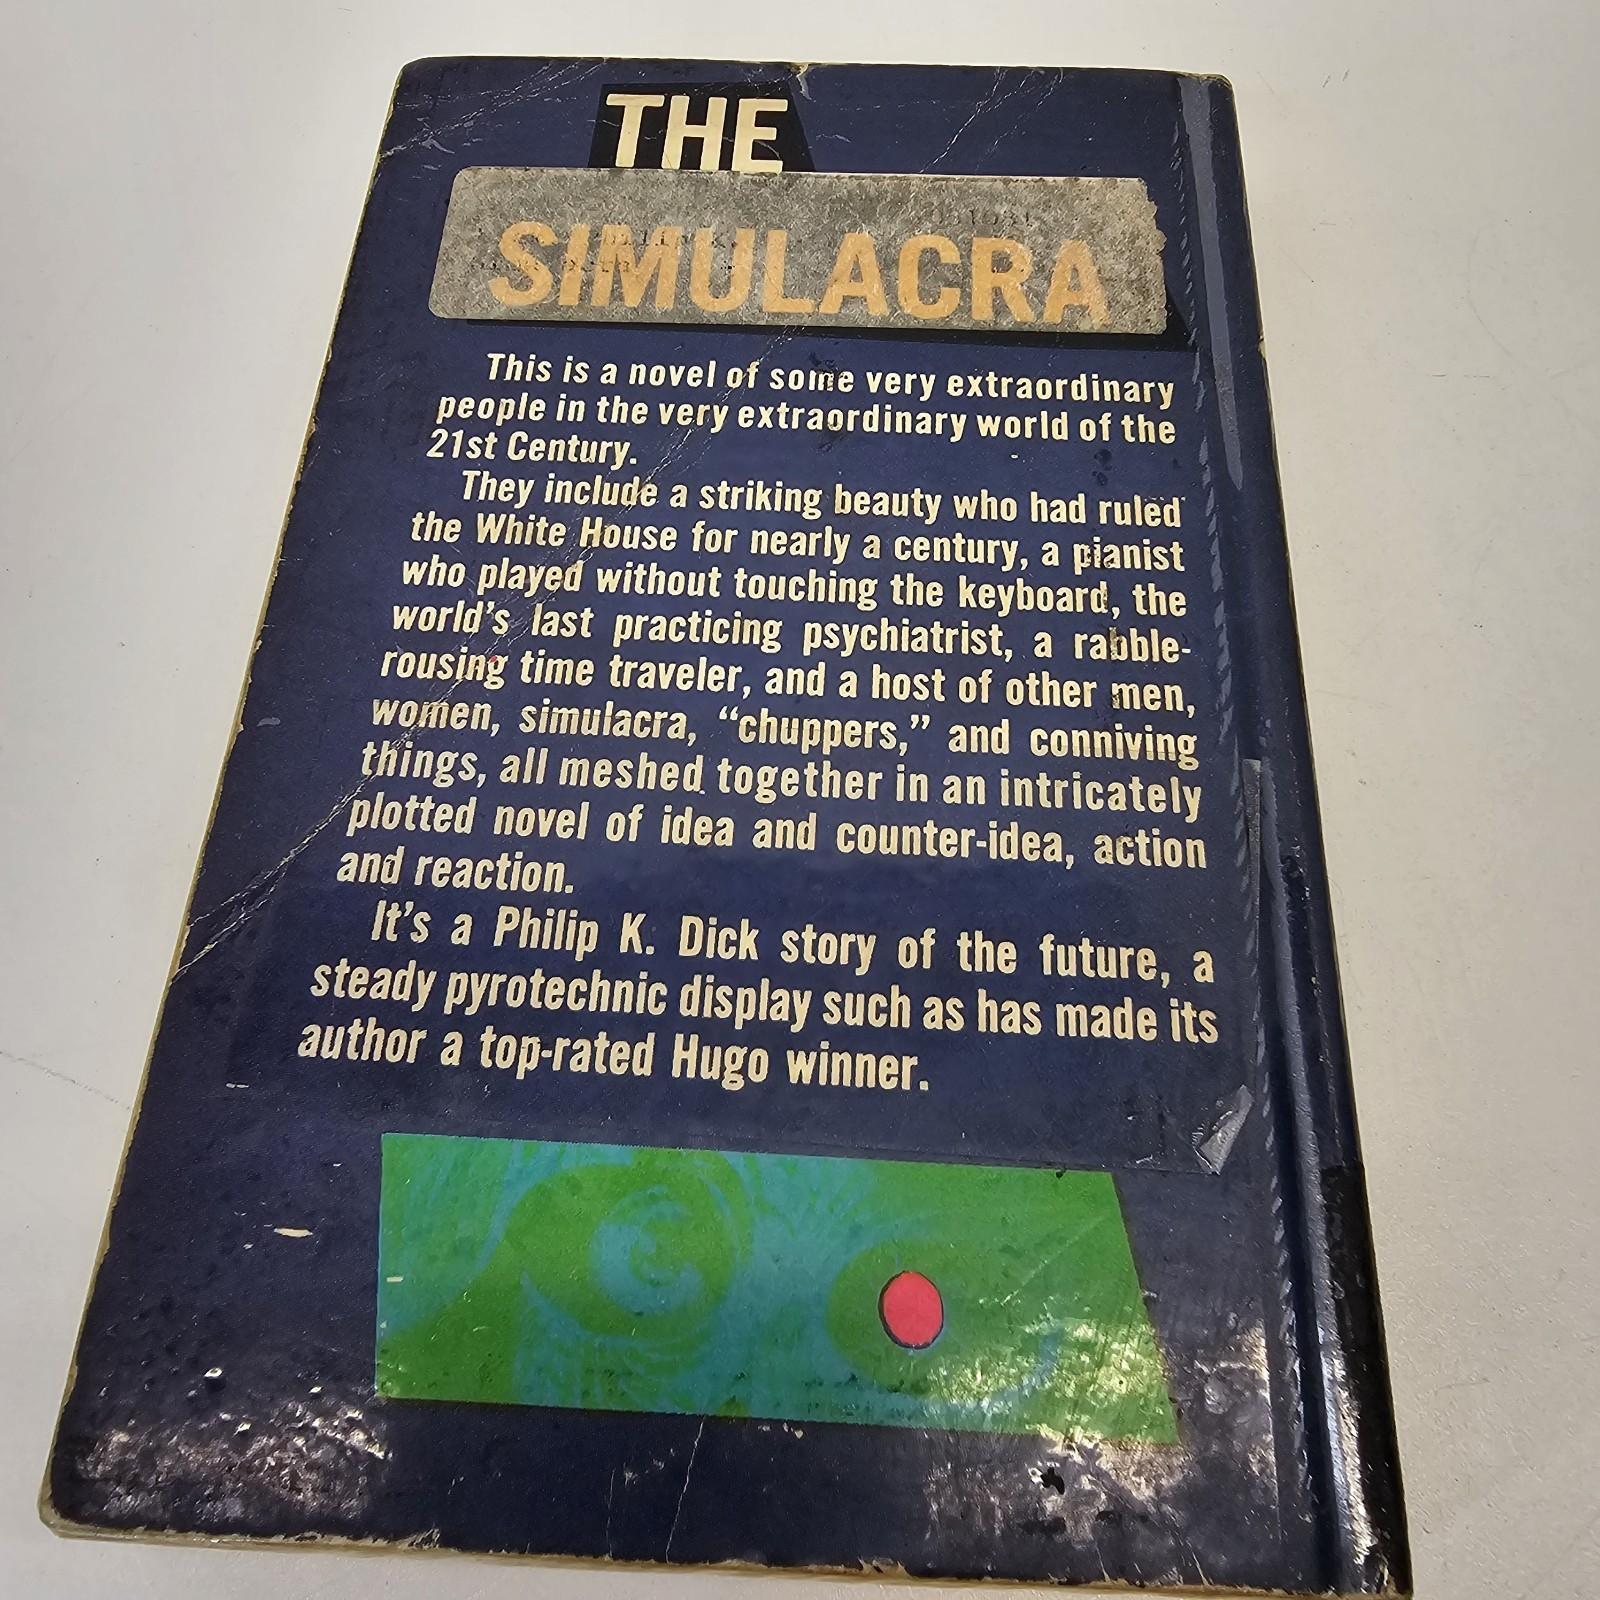 THE
SIMULACRA
This is a novel of some very extraordinary
people in the very extraordinary world of the
21st Century.
They include a striking beauty who had ruled
the White House for nearly a century, a pianist
who played without touching the keyboard, the
world's last practicing psychiatrist, a rabble-
rousing time traveler, and a host of other men,
women, simulacra, “chuppers,” and conniving
things, all meshed together in an intricately
plotted novel of idea and counter-idea, action
and reaction.
It's a Philip K. Dick story of the future, a
steady pyrotechnic display such as has made its
author a top-rated Hugo winner.